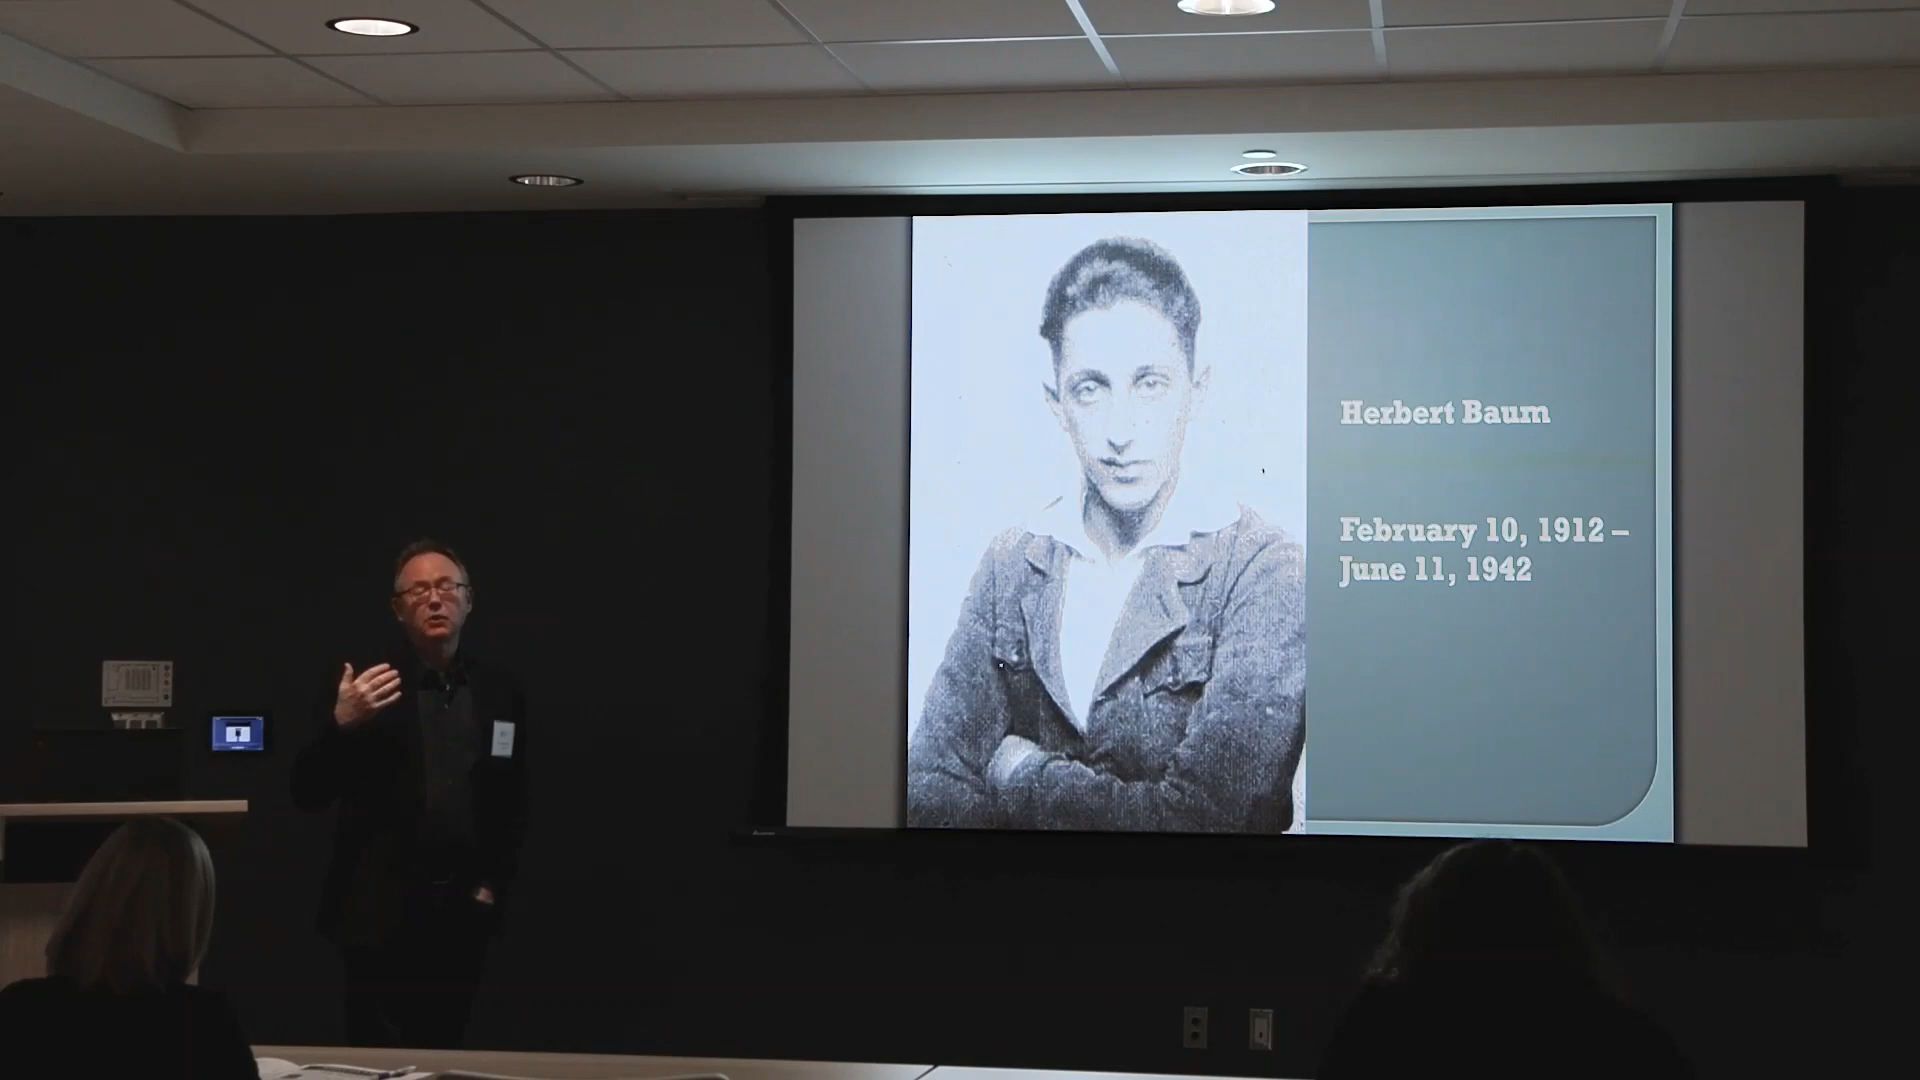 Herbert Baum
February 10, 1912 –
June 11, 1942